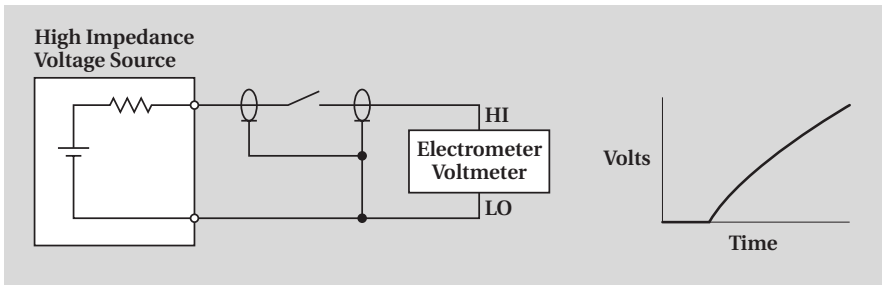 High Impedance
Voltage Source
HI
Electrometer
Voltmeter
LO
Volts
Time